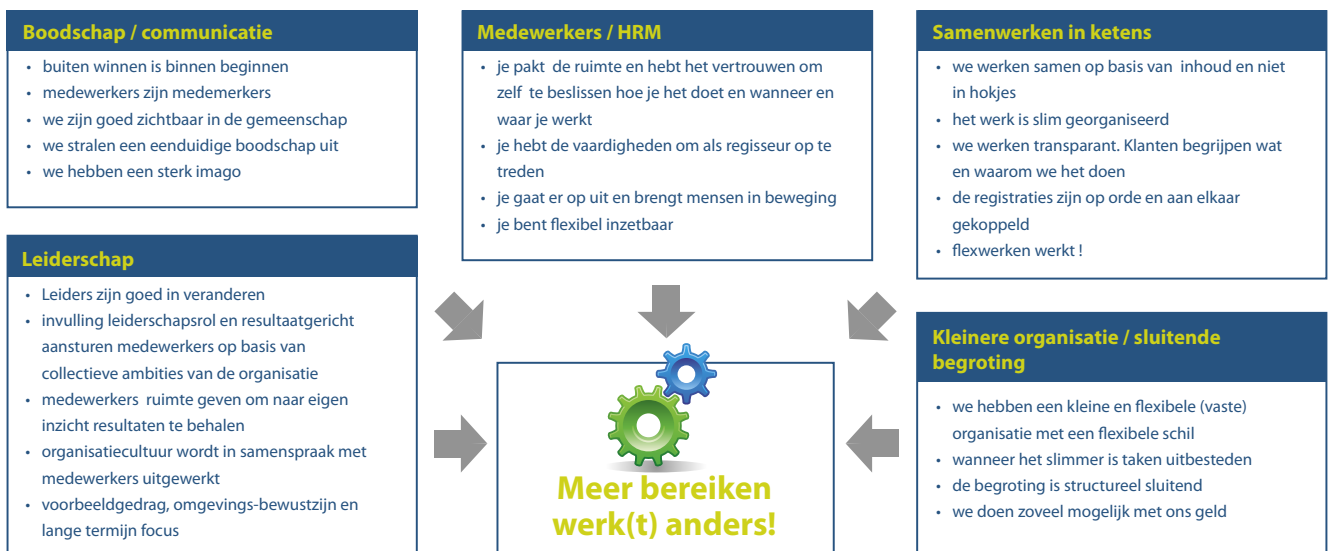 Boodschap / communicatie
• buiten winnen is binnen beginnen
• medewerkers zijn medemerkers
• we zijn goed zichtbaar in de gemeenschap
• we stralen een eenduidige boodschap uit
• we hebben een sterk imago
Medewerkers / HRM
• je pakt de ruimte en hebt het vertrouwen om
zelf te beslissen hoe je het doet en wanneer en
waar je werkt
• je hebt de vaardigheden om als regisseur op te
treden
• je gaat er op uit en brengt mensen in beweging
• je bent flexibel inzetbaar
Samenwerken in ketens
• we werken samen op basis van inhoud en niet
in hokjes
• het werk is slim georganiseerd
• we werken transparant. Klanten begrijpen wat
en waarom we het doen
• de registraties zijn op orde en aan elkaar
gekoppeld
• flexwerken werkt !
Leiderschap
• Leiders zijn goed in veranderen
• invulling leiderschapsrol en resultaatgericht
aansturen medewerkers op basis van
collectieve ambities van de organisatie
• medewerkers ruimte geven om naar eigen
inzicht resultaten te behalen
• organisatiecultuur wordt in samenspraak met
medewerkers uitgewerkt
• voorbeeldgedrag, omgevings-bewustzijn en
lange termijn focus
Meer bereiken
werk(t) anders!
Kleinere organisatie / sluitende
begroting
• we hebben een kleine en flexibele (vaste)
organisatie met een flexibele schil
• wanneer het slimmer is taken uitbesteden
• de begroting is structureel sluitend
• we doen zoveel mogelijk met ons geld